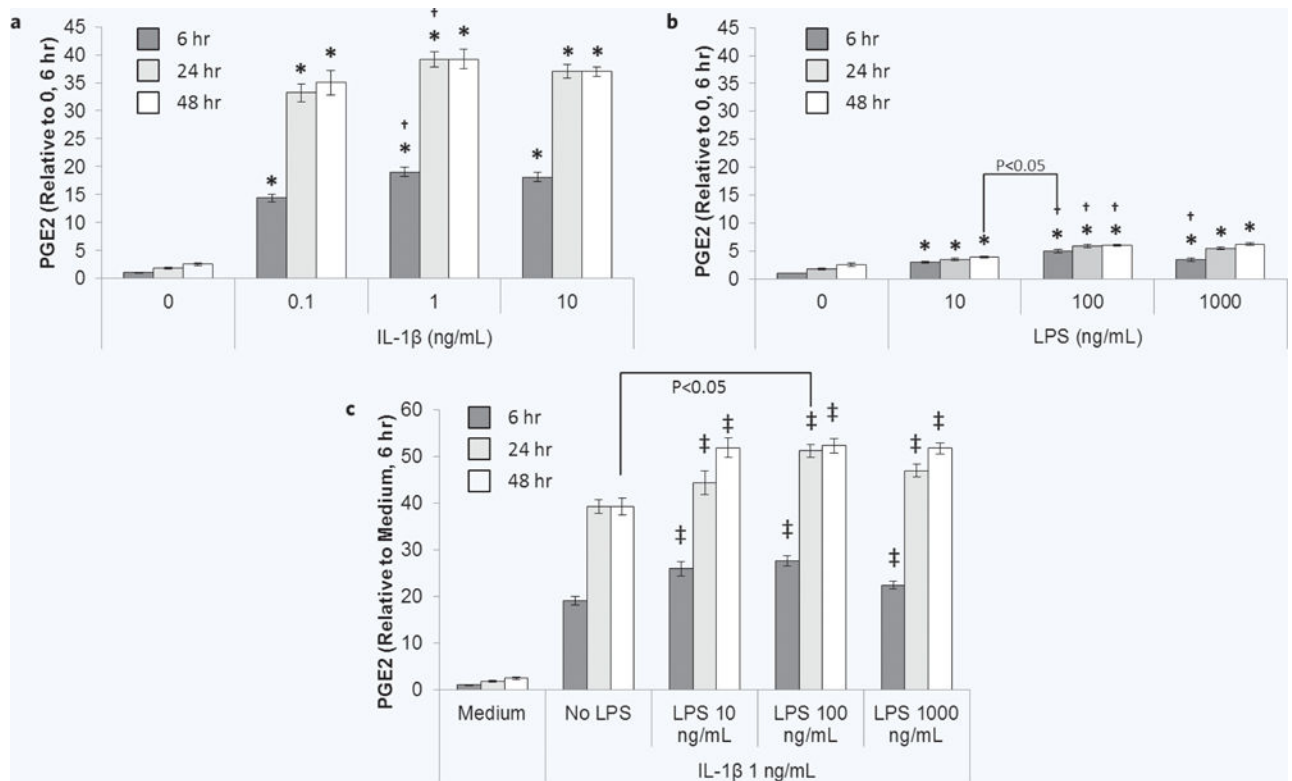 a
PGE2 (Relative to 0, 6 hr)
45
40
35
30
25
20
15
10
5
0
6 hr
24 hr
48 hr
*
*
*
†
*
†
*
*
*
*
*
0
0.1
1
10
IL-1β (ng/mL)
b
PGE2 (Relative to 0, 6 hr)
45
40
35
30
25
20
15
10
5
0
6 hr
24 hr
48 hr
P<0.05
† † † †
* * * * * * * * *
0
10
100
1000
LPS (ng/mL)
c
PGE2 (Relative to Medium, 6 hr)
60
50
40
30
20
10
0
6 hr
24 hr
48 hr
P<0.05
‡ ‡ ‡
‡ ‡ ‡
‡ ‡ ‡
Medium
No LPS
LPS 10
ng/mL
LPS 100
ng/mL
LPS 1000
ng/mL
IL-1β 1 ng/mL